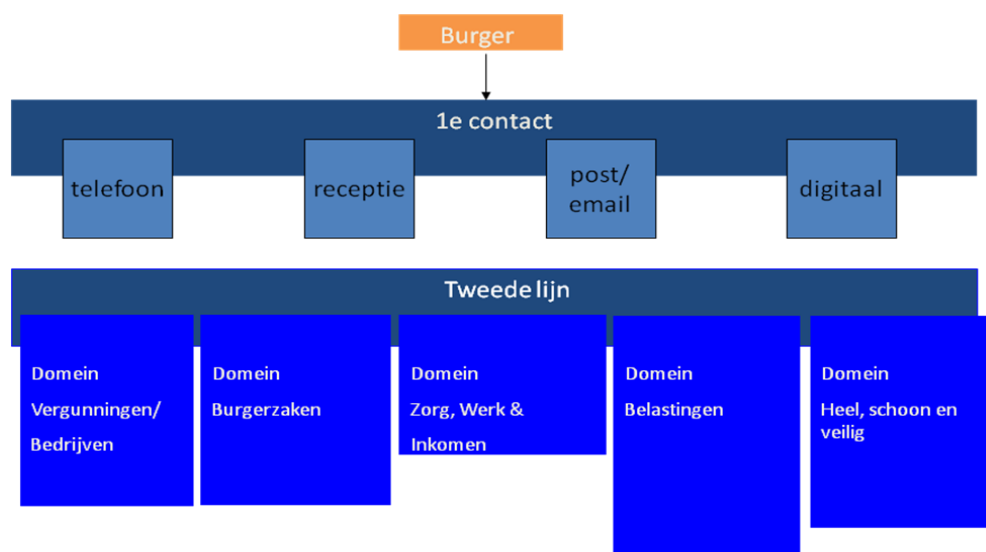 Burger
1e contact
telefoon
receptie
post/
email
digitaal
Tweede lijn
Domein
Vergunningen/
Bedrijven
Domein
Burgerzaken
Domein
Zorg, Werk &
Inkomen
Domein
Belastingen
Domein
Heel, schoon en
veilig